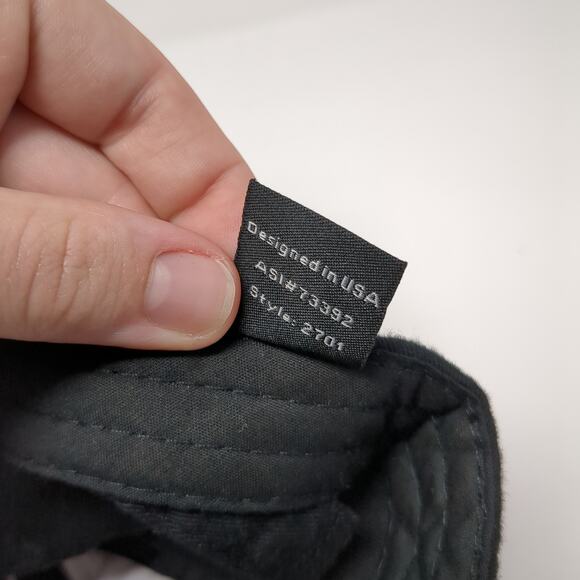 Designed in USA
ASI#73392
Style: 2701